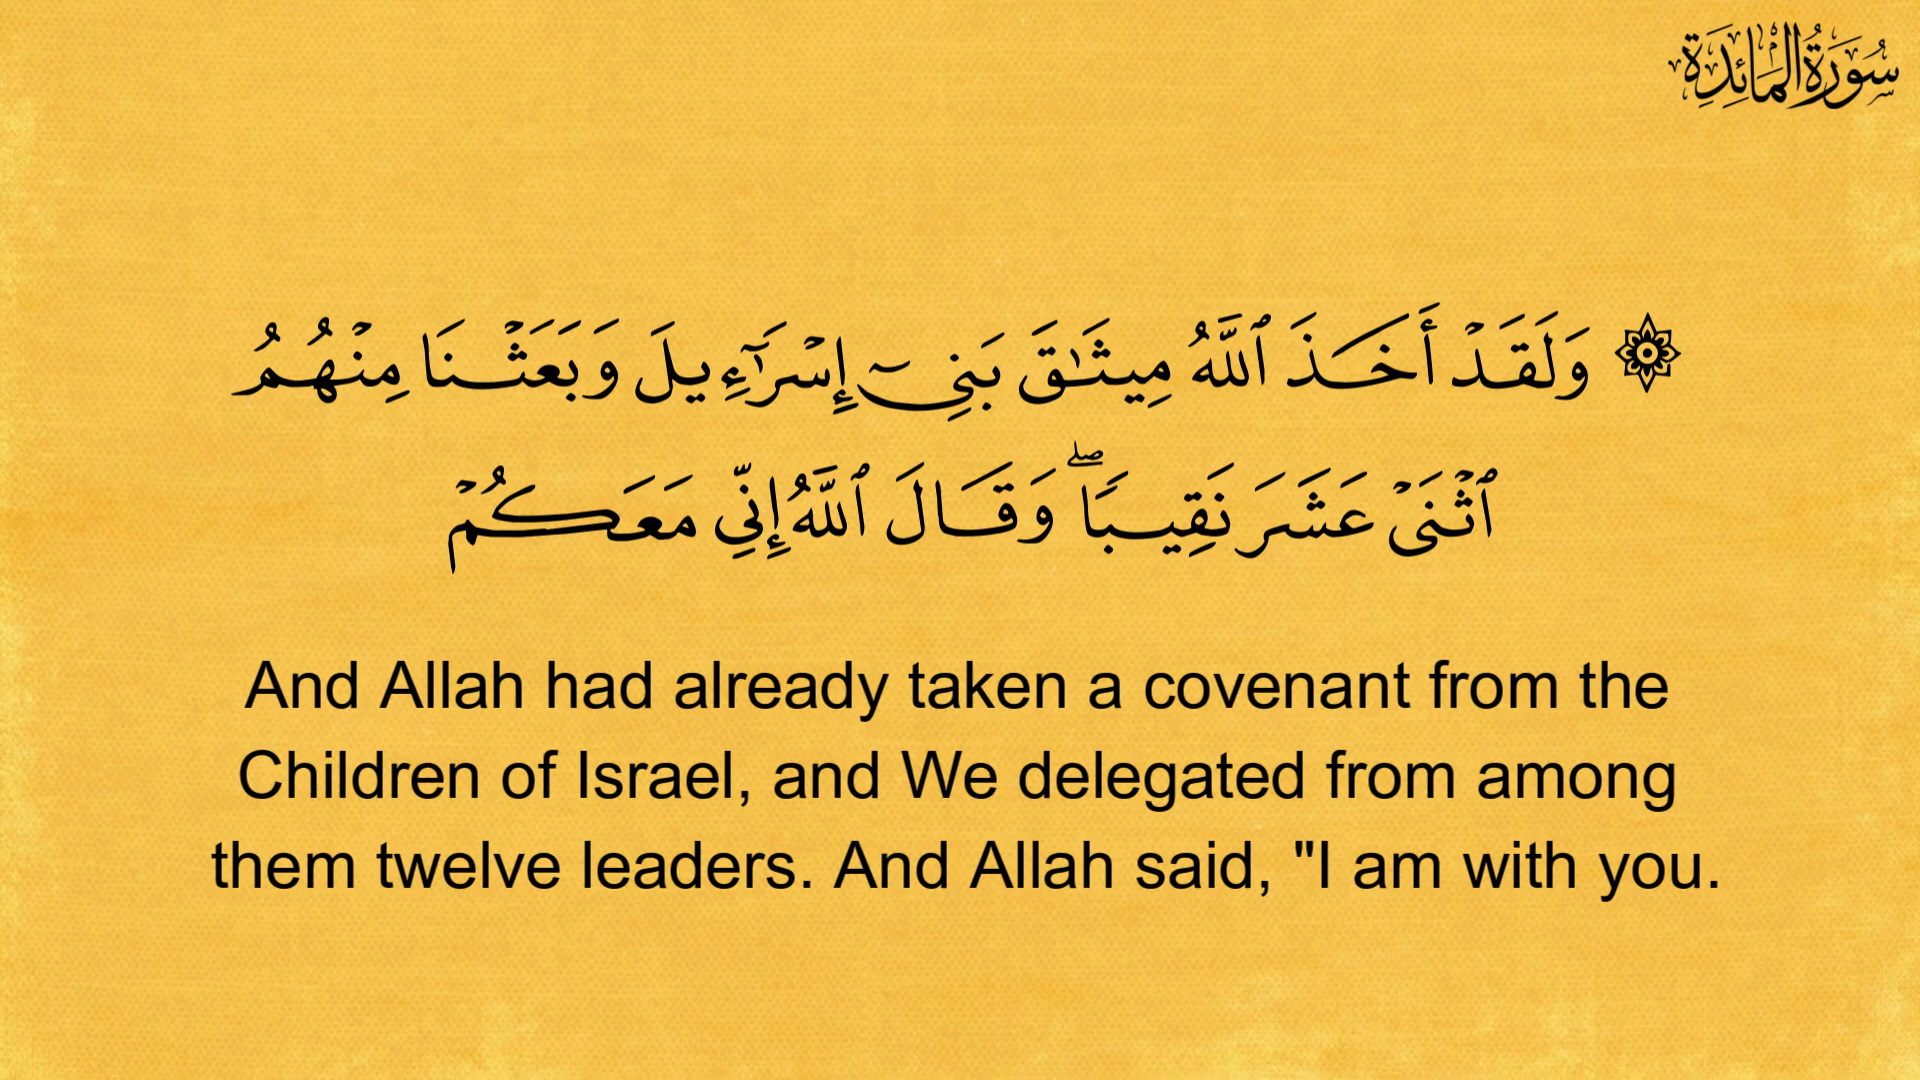 سُورَةُ المَائِدَةِ
۞ وَلَقَدۡ أَخَذَ ٱللَّهُ مِيثَٰقَ بَنِيٓ إِسۡرَٰٓءِيلَ وَبَعَثۡنَا مِنۡهُمُ
ٱثۡنَيۡ عَشَرَ نَقِيبٗاۖ وَقَالَ ٱللَّهُ إِنِّي مَعَكُمۡ
And Allah had already taken a covenant from the
Children of Israel, and We delegated from among
them twelve leaders. And Allah said, "I am with you.